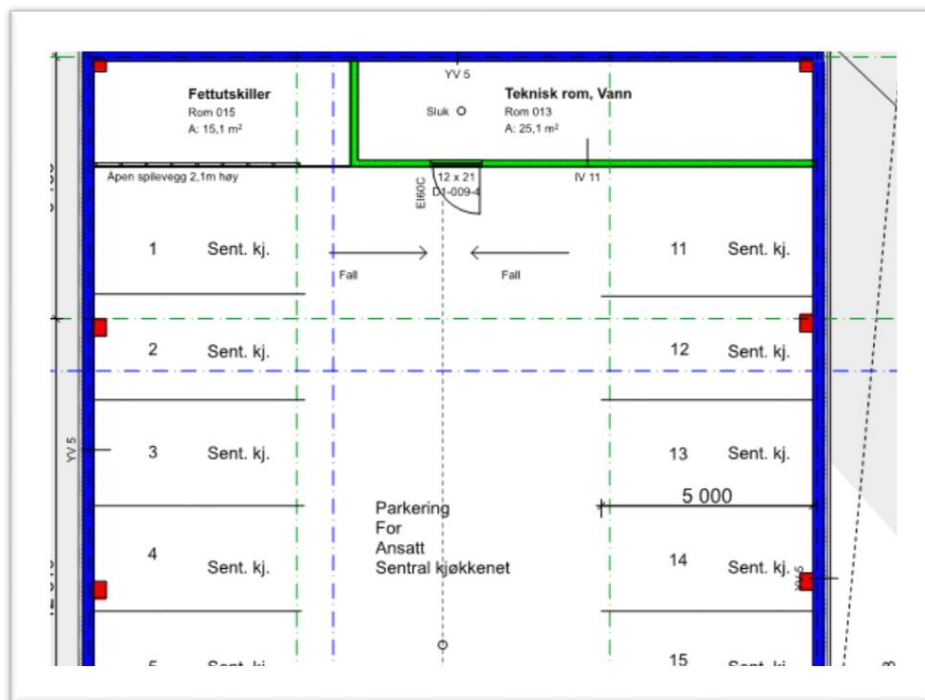 YV 5
Fettutskiller
Rom 015
A: 15,1 m²
Sluk
Teknisk rom, Vann
Rom 013
A: 25,1 m²
Åpen spilevegg 2,1m høy
EI60C
12 x 21
D1-009-4
IV 11
1 Sent. kj.
11 Sent. kj.
Fall
Fall
2 Sent. kj.
12 Sent. kj.
YV 5
3 Sent. kj.
13 Sent. kj.
5 000
Parkering
For
Ansatt
Sentral kjøkkenet
4 Sent. kj.
14 Sent. kj.
YV 5
15